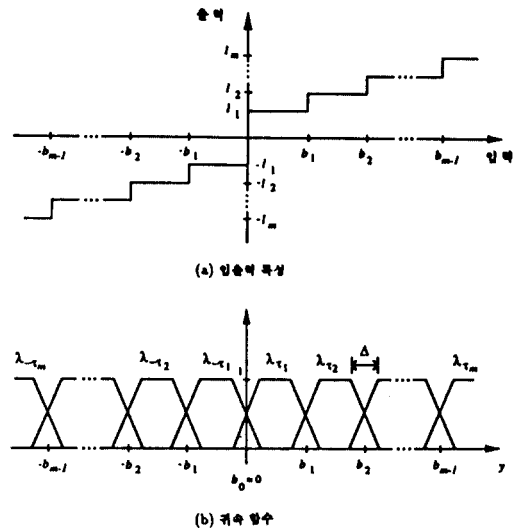 출력
l_m
l_2
l_1
-b_{m-1} ... -b_2 -b_1 b_1 b_2 ... b_{m-1} 입력
-l_1
-l_2
-l_m
(a) 입출력 특성
λ_{-τ_m} λ_{-τ_2} λ_{-τ_1} 1 λ_{τ_1} λ_{τ_2} Δ λ_{τ_m}
-b_{m-1} ... -b_2 -b_1 b_1 b_2 ... b_{m-1} y
b_0=0
(b) 귀속 함수